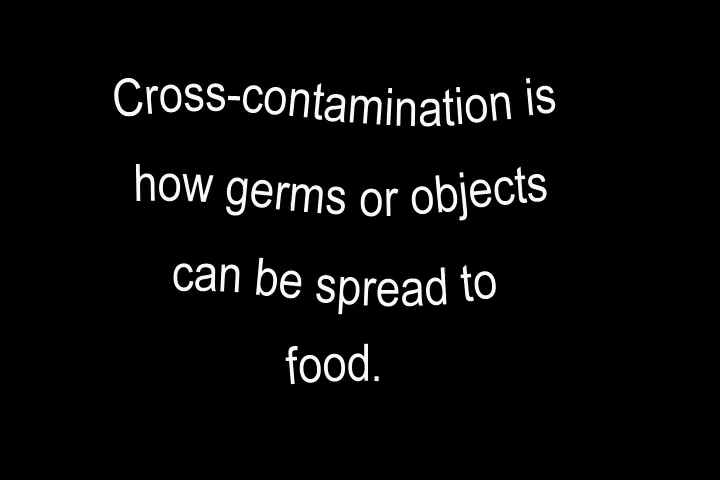 Cross-contamination is
how germs or objects
can be spread to
food.